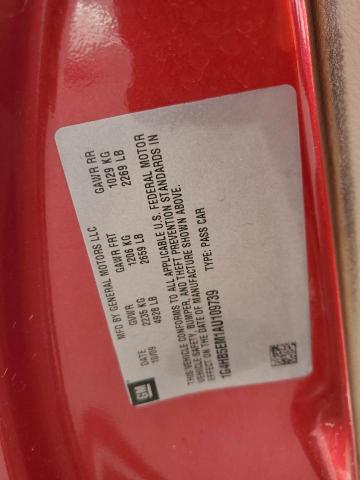 GM
MFD BY GENERAL MOTORS LLC
DATE GVWR GAWR FRT GAWR RR
10/09 2235 KG 1206 KG 1029 KG
4928 LB 2659 LB 2269 LB
THIS VEHICLE CONFORMS TO ALL APPLICABLE U.S. FEDERAL MOTOR
VEHICLE SAFETY, BUMPER, AND THEFT PREVENTION STANDARDS IN
EFFECT ON THE DATE OF MANUFACTURE SHOWN ABOVE.
1G4HB5EM1AU109739 TYPE: PASS CAR